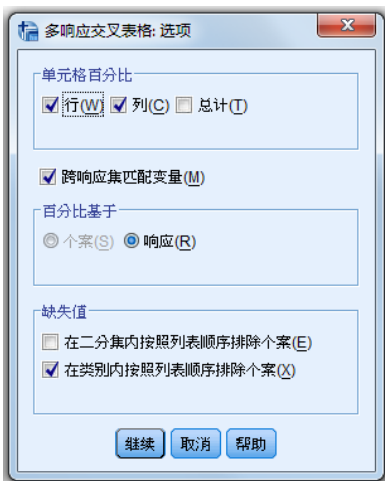 多响应交叉表格: 选项
单元格百分比
行(W) 列(C) 总计(T)
跨响应集匹配变量(M)
百分比基于
个案(S) 响应(R)
缺失值
在二分集内按照列表顺序排除个案(E)
在类别内按照列表顺序排除个案(X)
继续 取消 帮助